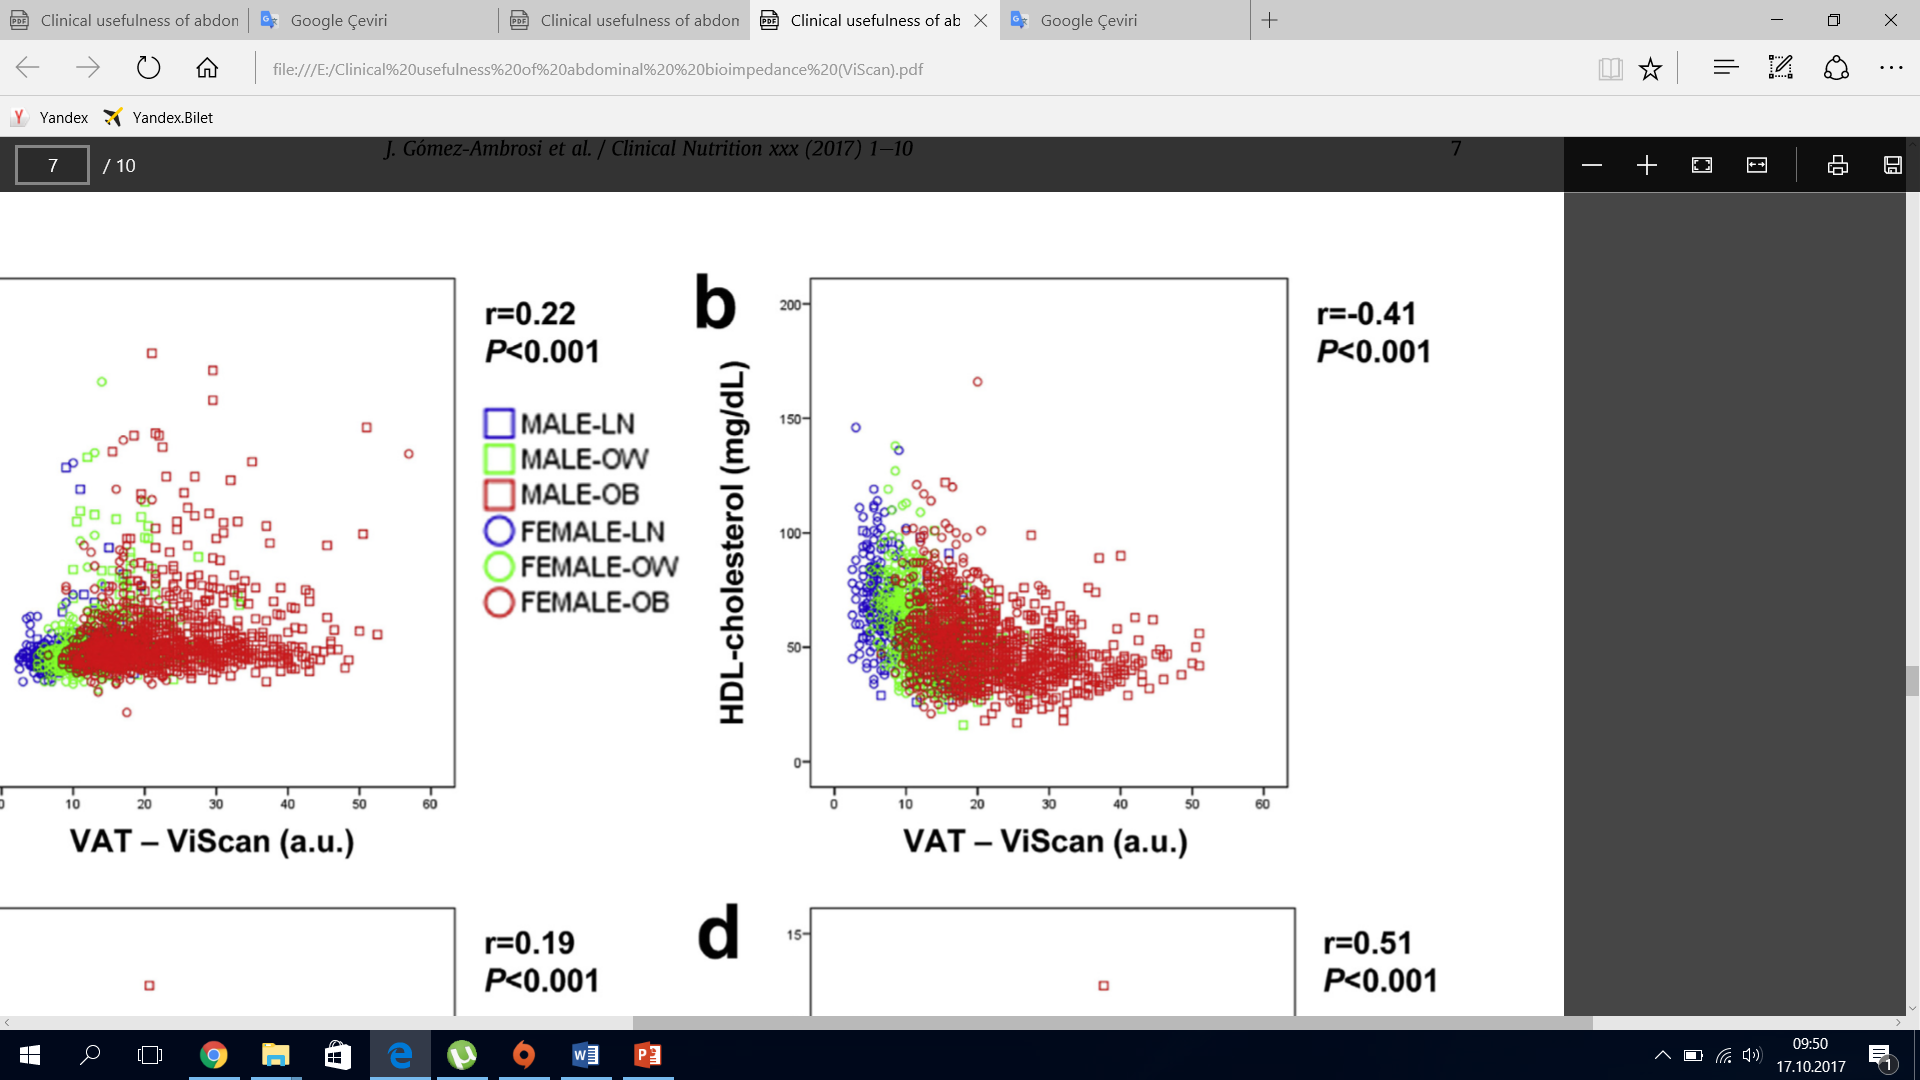 Clinical usefulness of abdon
Google Çeviri
Clinical usefulness of abdon
Clinical usefulness of ab
Google Çeviri
file:///E:/Clinical%20usefulness%20of%20abdominal%20%20bioimpedance%20(ViScan).pdf
Yandex
Yandex.Bilet
7 / 10
J. Gómez-Ambrosi et al. / Clinical Nutrition xxx (2017) 1–10
7
r=0.22
P<0.001
MALE-LN
MALE-OW
MALE-OB
FEMALE-LN
FEMALE-OW
FEMALE-OB
0 10 20 30 40 50 60
VAT – ViScan (a.u.)
b
r=-0.41
P<0.001
HDL-cholesterol (mg/dL)
200
150
100
50
0
0 10 20 30 40 50 60
VAT – ViScan (a.u.)
r=0.19
P<0.001
d
15
r=0.51
P<0.001
09:50
17.10.2017
1